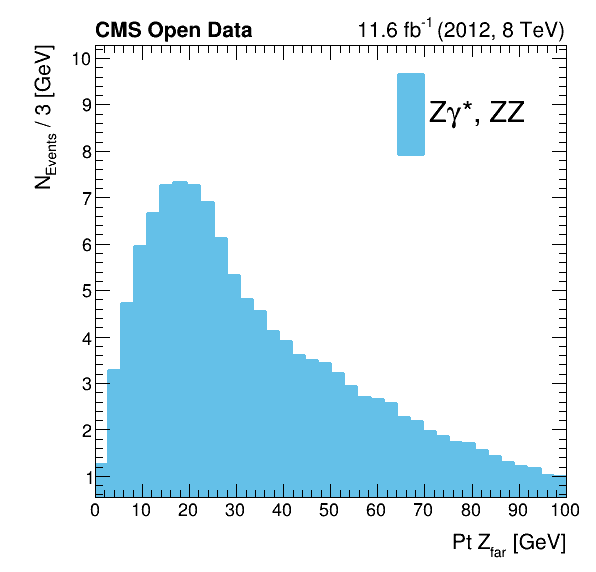 CMS Open Data 11.6 fb⁻¹ (2012, 8 TeV)
N_Events / 3 [GeV]
10
9
8
7
6
5
4
3
2
1
Zγ*, ZZ
0 10 20 30 40 50 60 70 80 90 100
Pt Z_far [GeV]